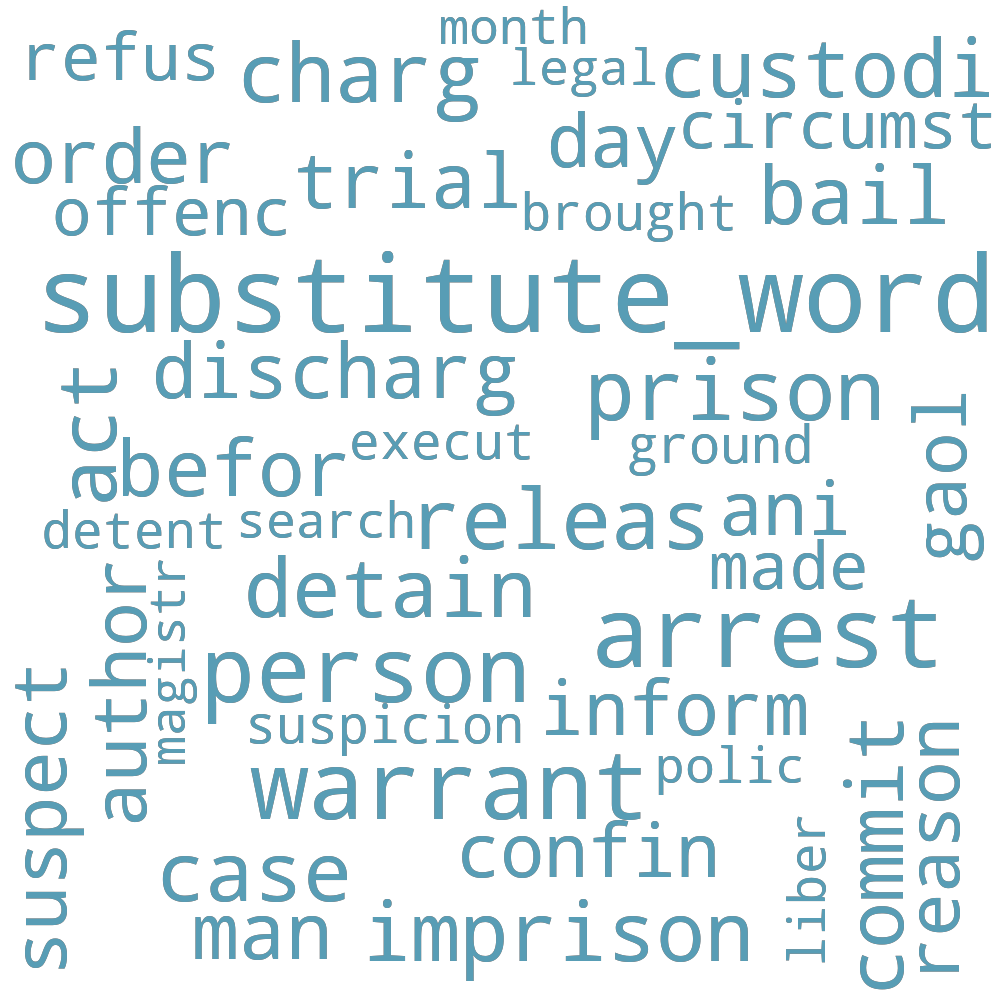 month
refus
charg
legal
custodi
order
day
circumst
trial
offenc
brought
bail
substitute_word
discharg
act
prison
befor
execut
ground
gaol
detent
search
releas
ani
made
detain
author
magistr
arrest
person
suspicion
inform
suspect
warrant
polic
commit
reason
case
confin
liber
man
imprison